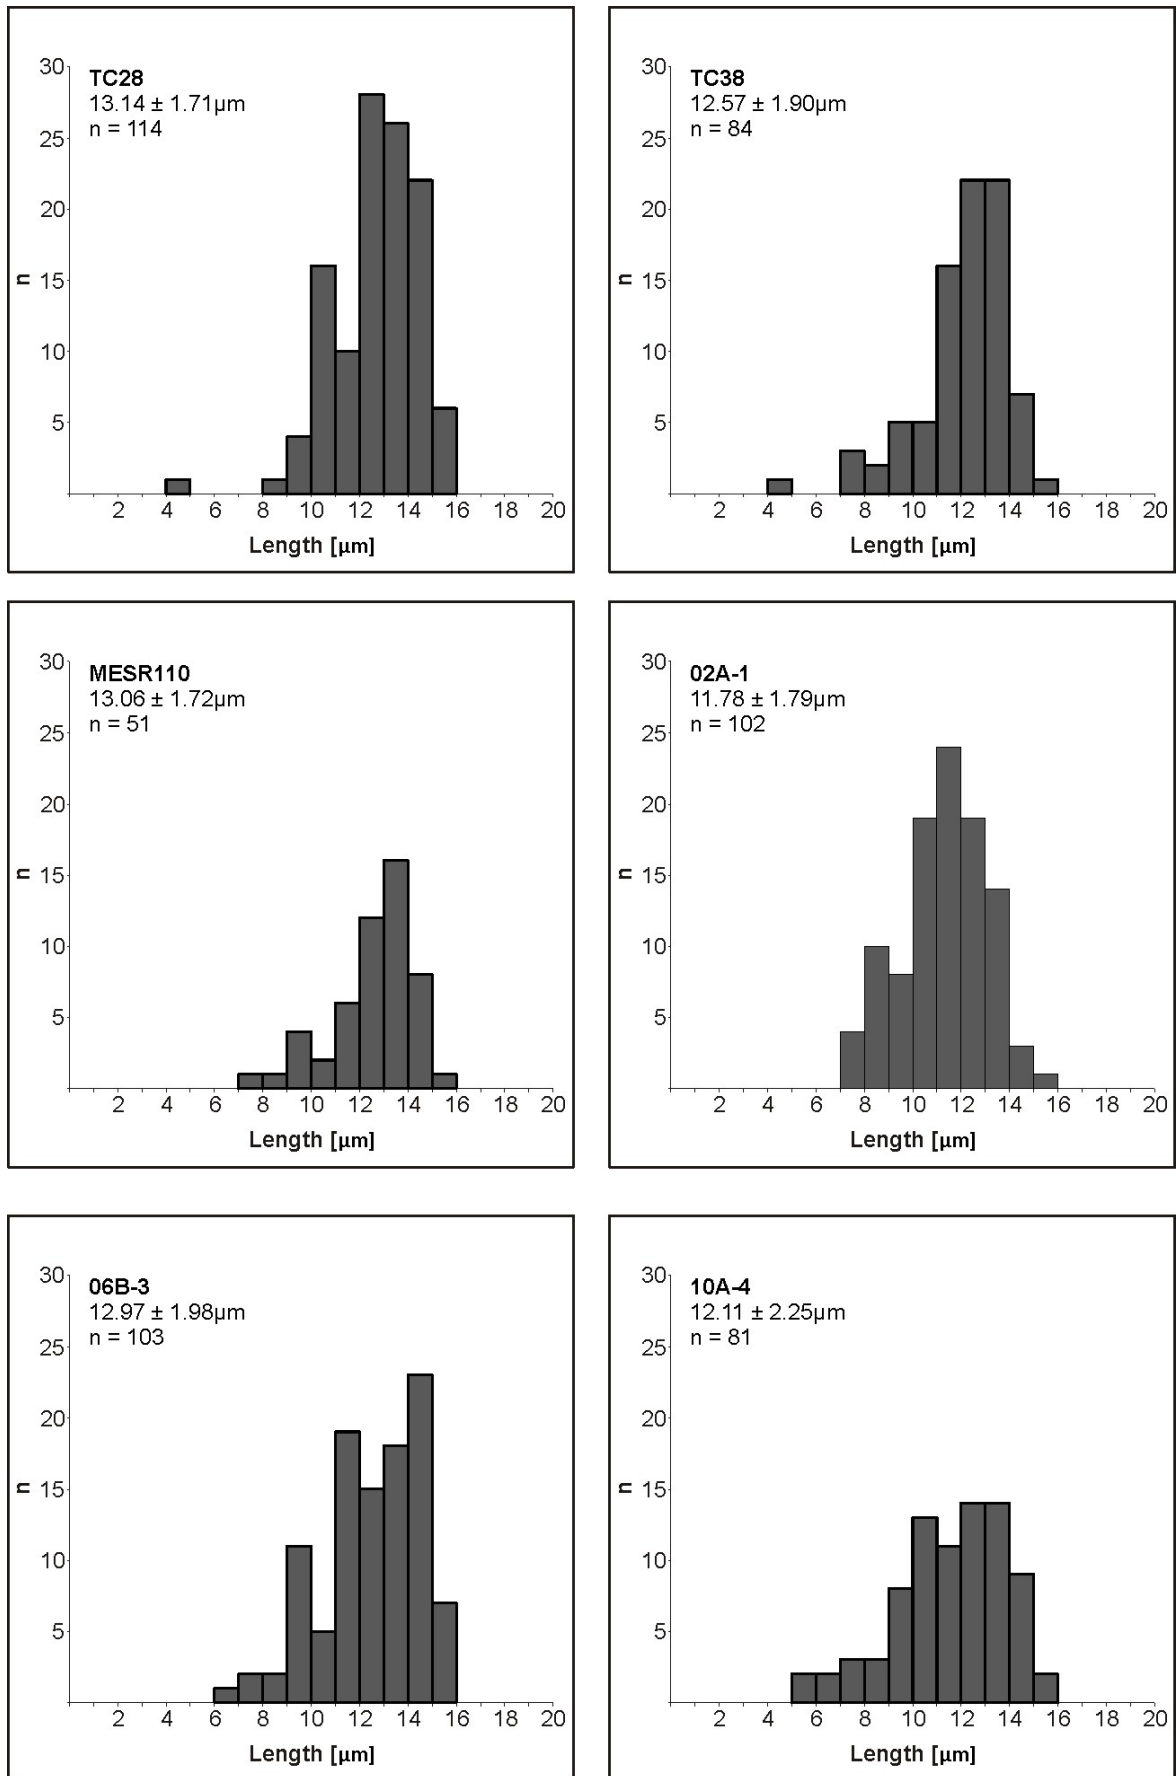 TC28
13.14 ± 1.71µm
n = 114
30
25
20
15
10
5
n
2 4 6 8 10 12 14 16 18 20
Length [µm]
TC38
12.57 ± 1.90µm
n = 84
30
25
20
15
10
5
n
2 4 6 8 10 12 14 16 18 20
Length [µm]
MESR110
13.06 ± 1.72µm
n = 51
30
25
20
15
10
5
n
2 4 6 8 10 12 14 16 18 20
Length [µm]
02A-1
11.78 ± 1.79µm
n = 102
30
25
20
15
10
5
n
2 4 6 8 10 12 14 16 18 20
Length [µm]
06B-3
12.97 ± 1.98µm
n = 103
30
25
20
15
10
5
n
2 4 6 8 10 12 14 16 18 20
Length [µm]
10A-4
12.11 ± 2.25µm
n = 81
30
25
20
15
10
5
n
2 4 6 8 10 12 14 16 18 20
Length [µm]